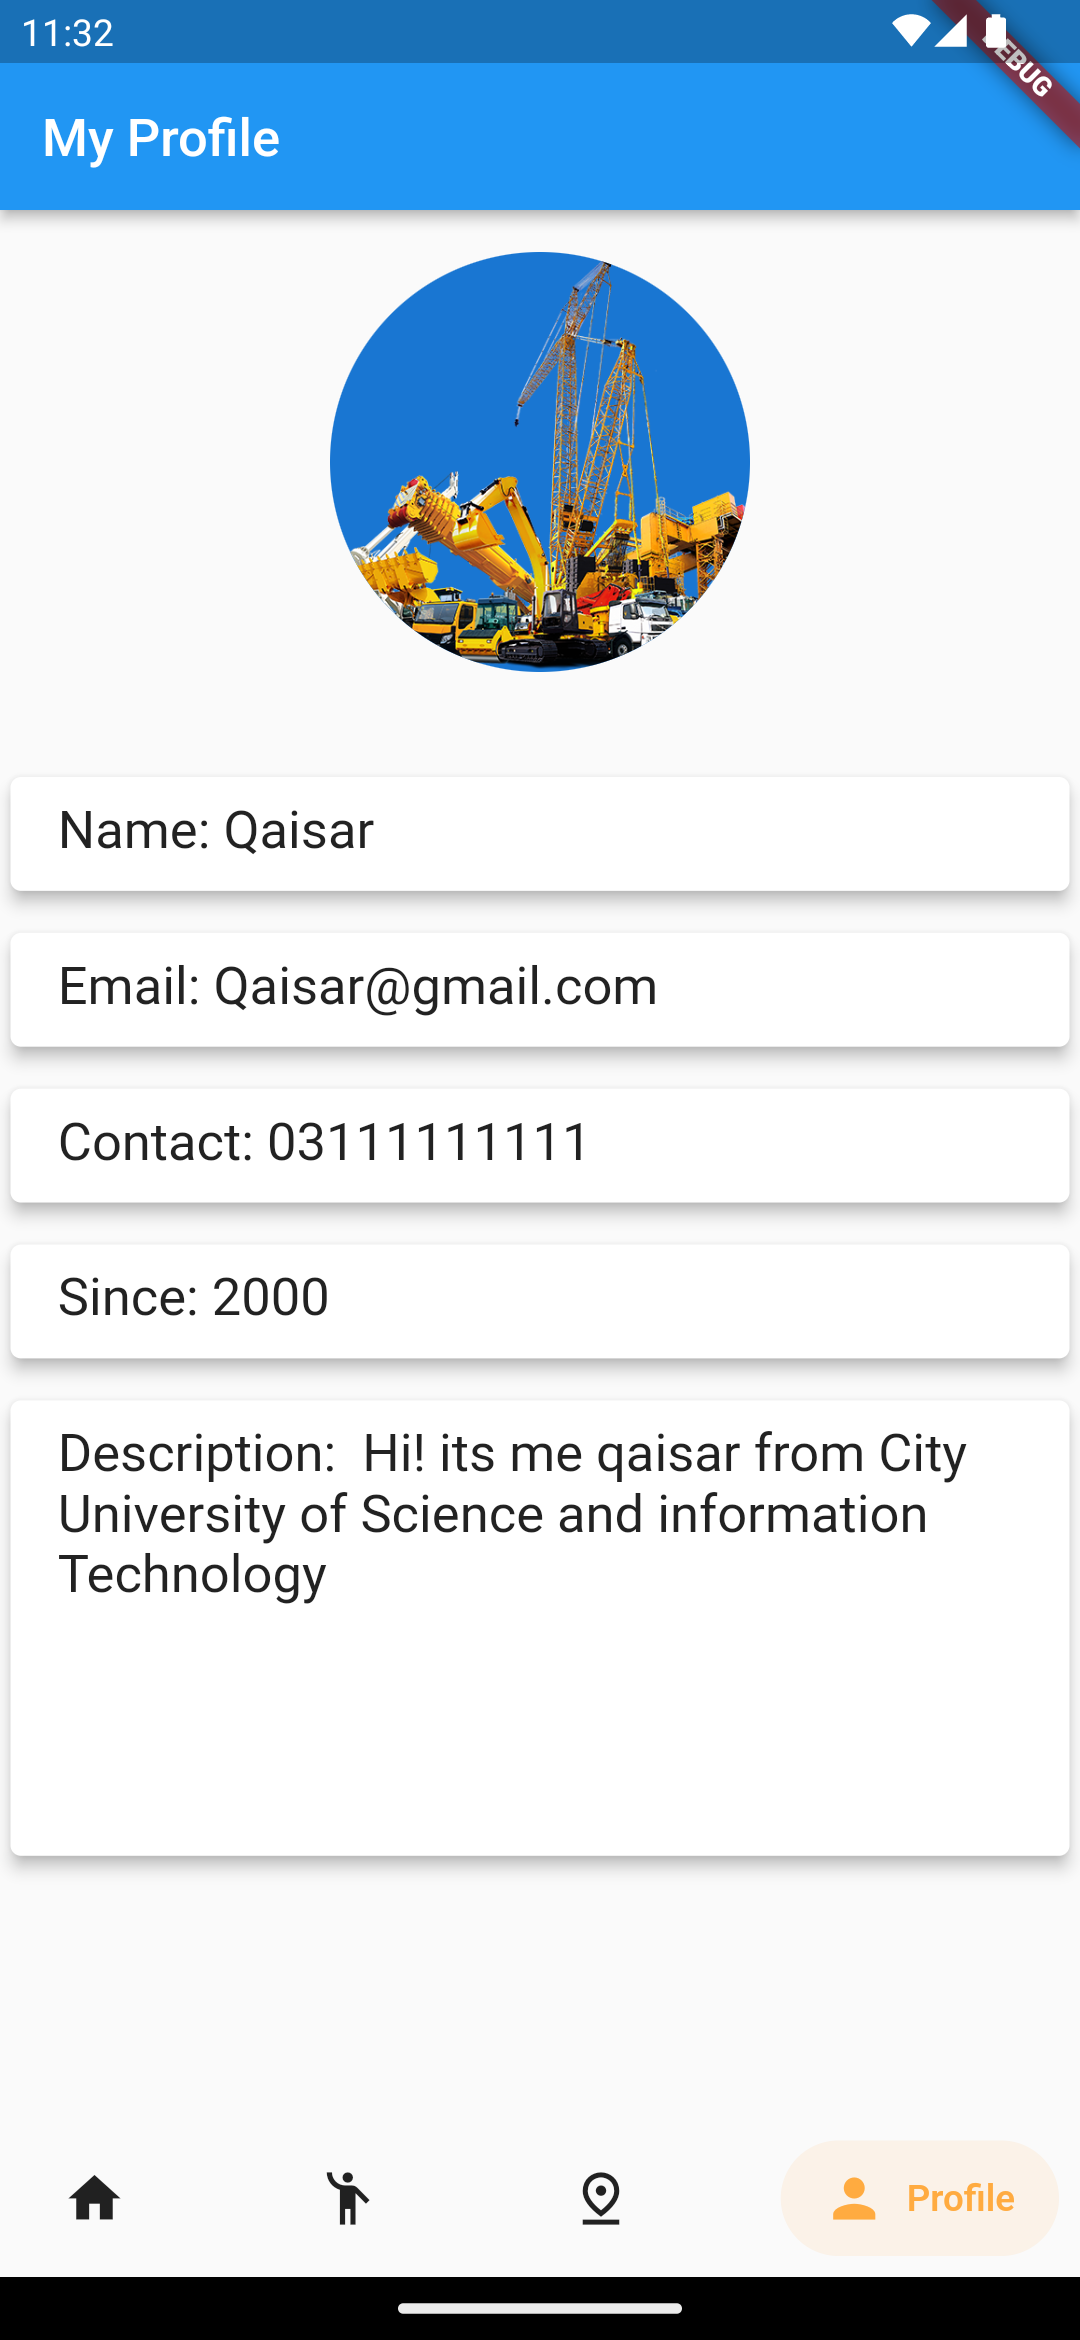 11:32
DEBUG
My Profile
Name: Qaisar
Email: Qaisar@gmail.com
Contact: 03111111111
Since: 2000
Description:  Hi! its me qaisar from City
University of Science and information
Technology
Profile